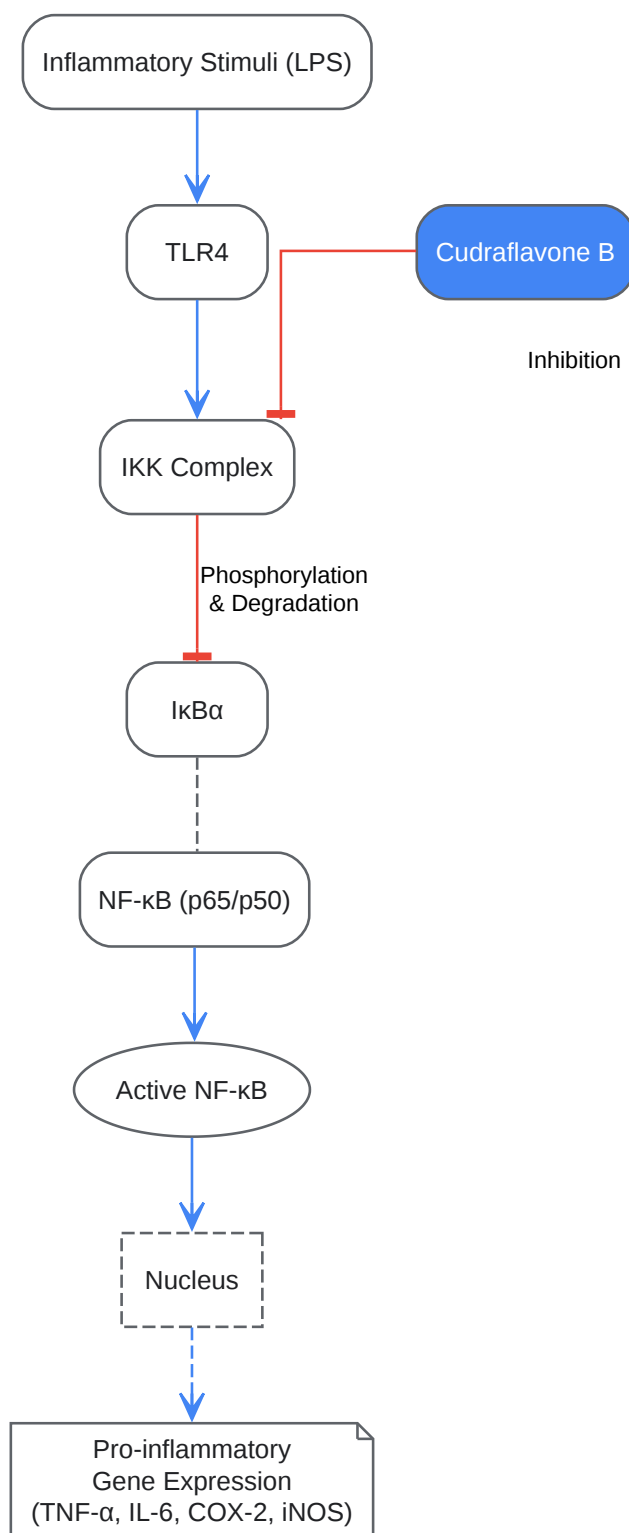 Inflammatory Stimuli (LPS)
TLR4
Cudraflavone B
Inhibition
IKK Complex
Phosphorylation
& Degradation
IκBα
NF-κB (p65/p50)
Active NF-κB
Nucleus
Pro-inflammatory
Gene Expression
(TNF-α, IL-6, COX-2, iNOS)